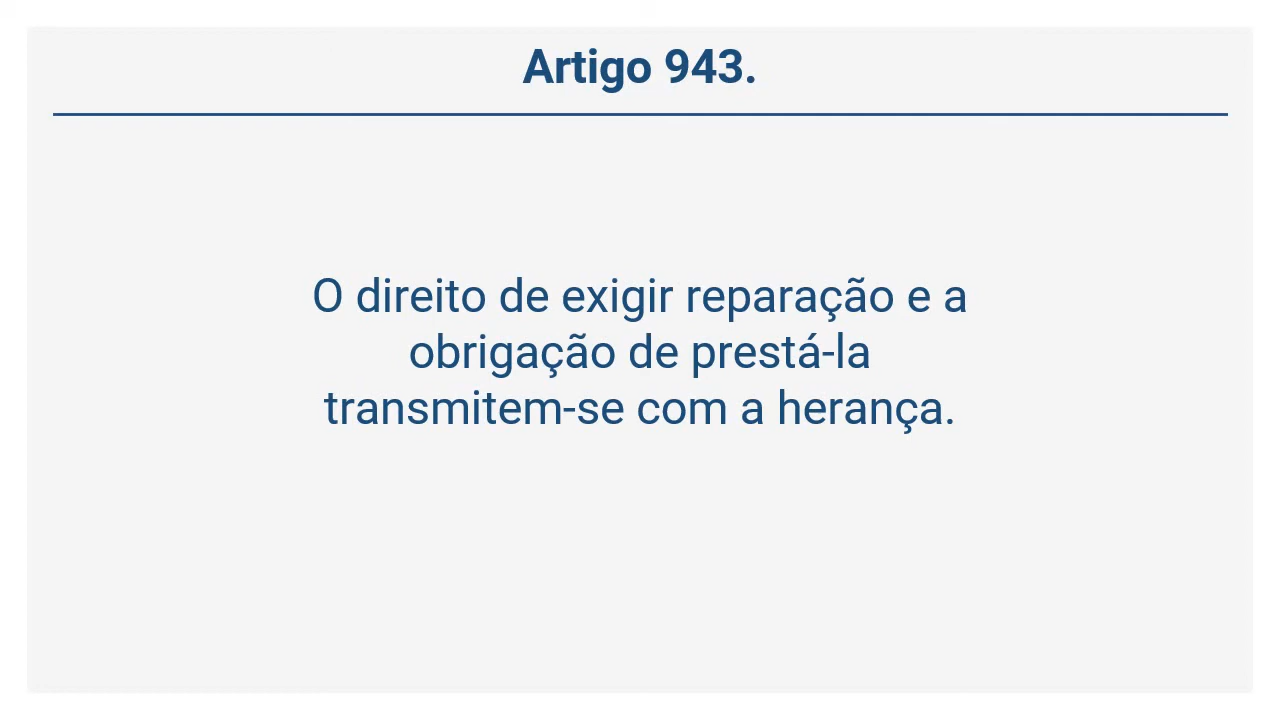 Artigo 943.
O direito de exigir reparação e a
obrigação de prestá-la
transmitem-se com a herança.